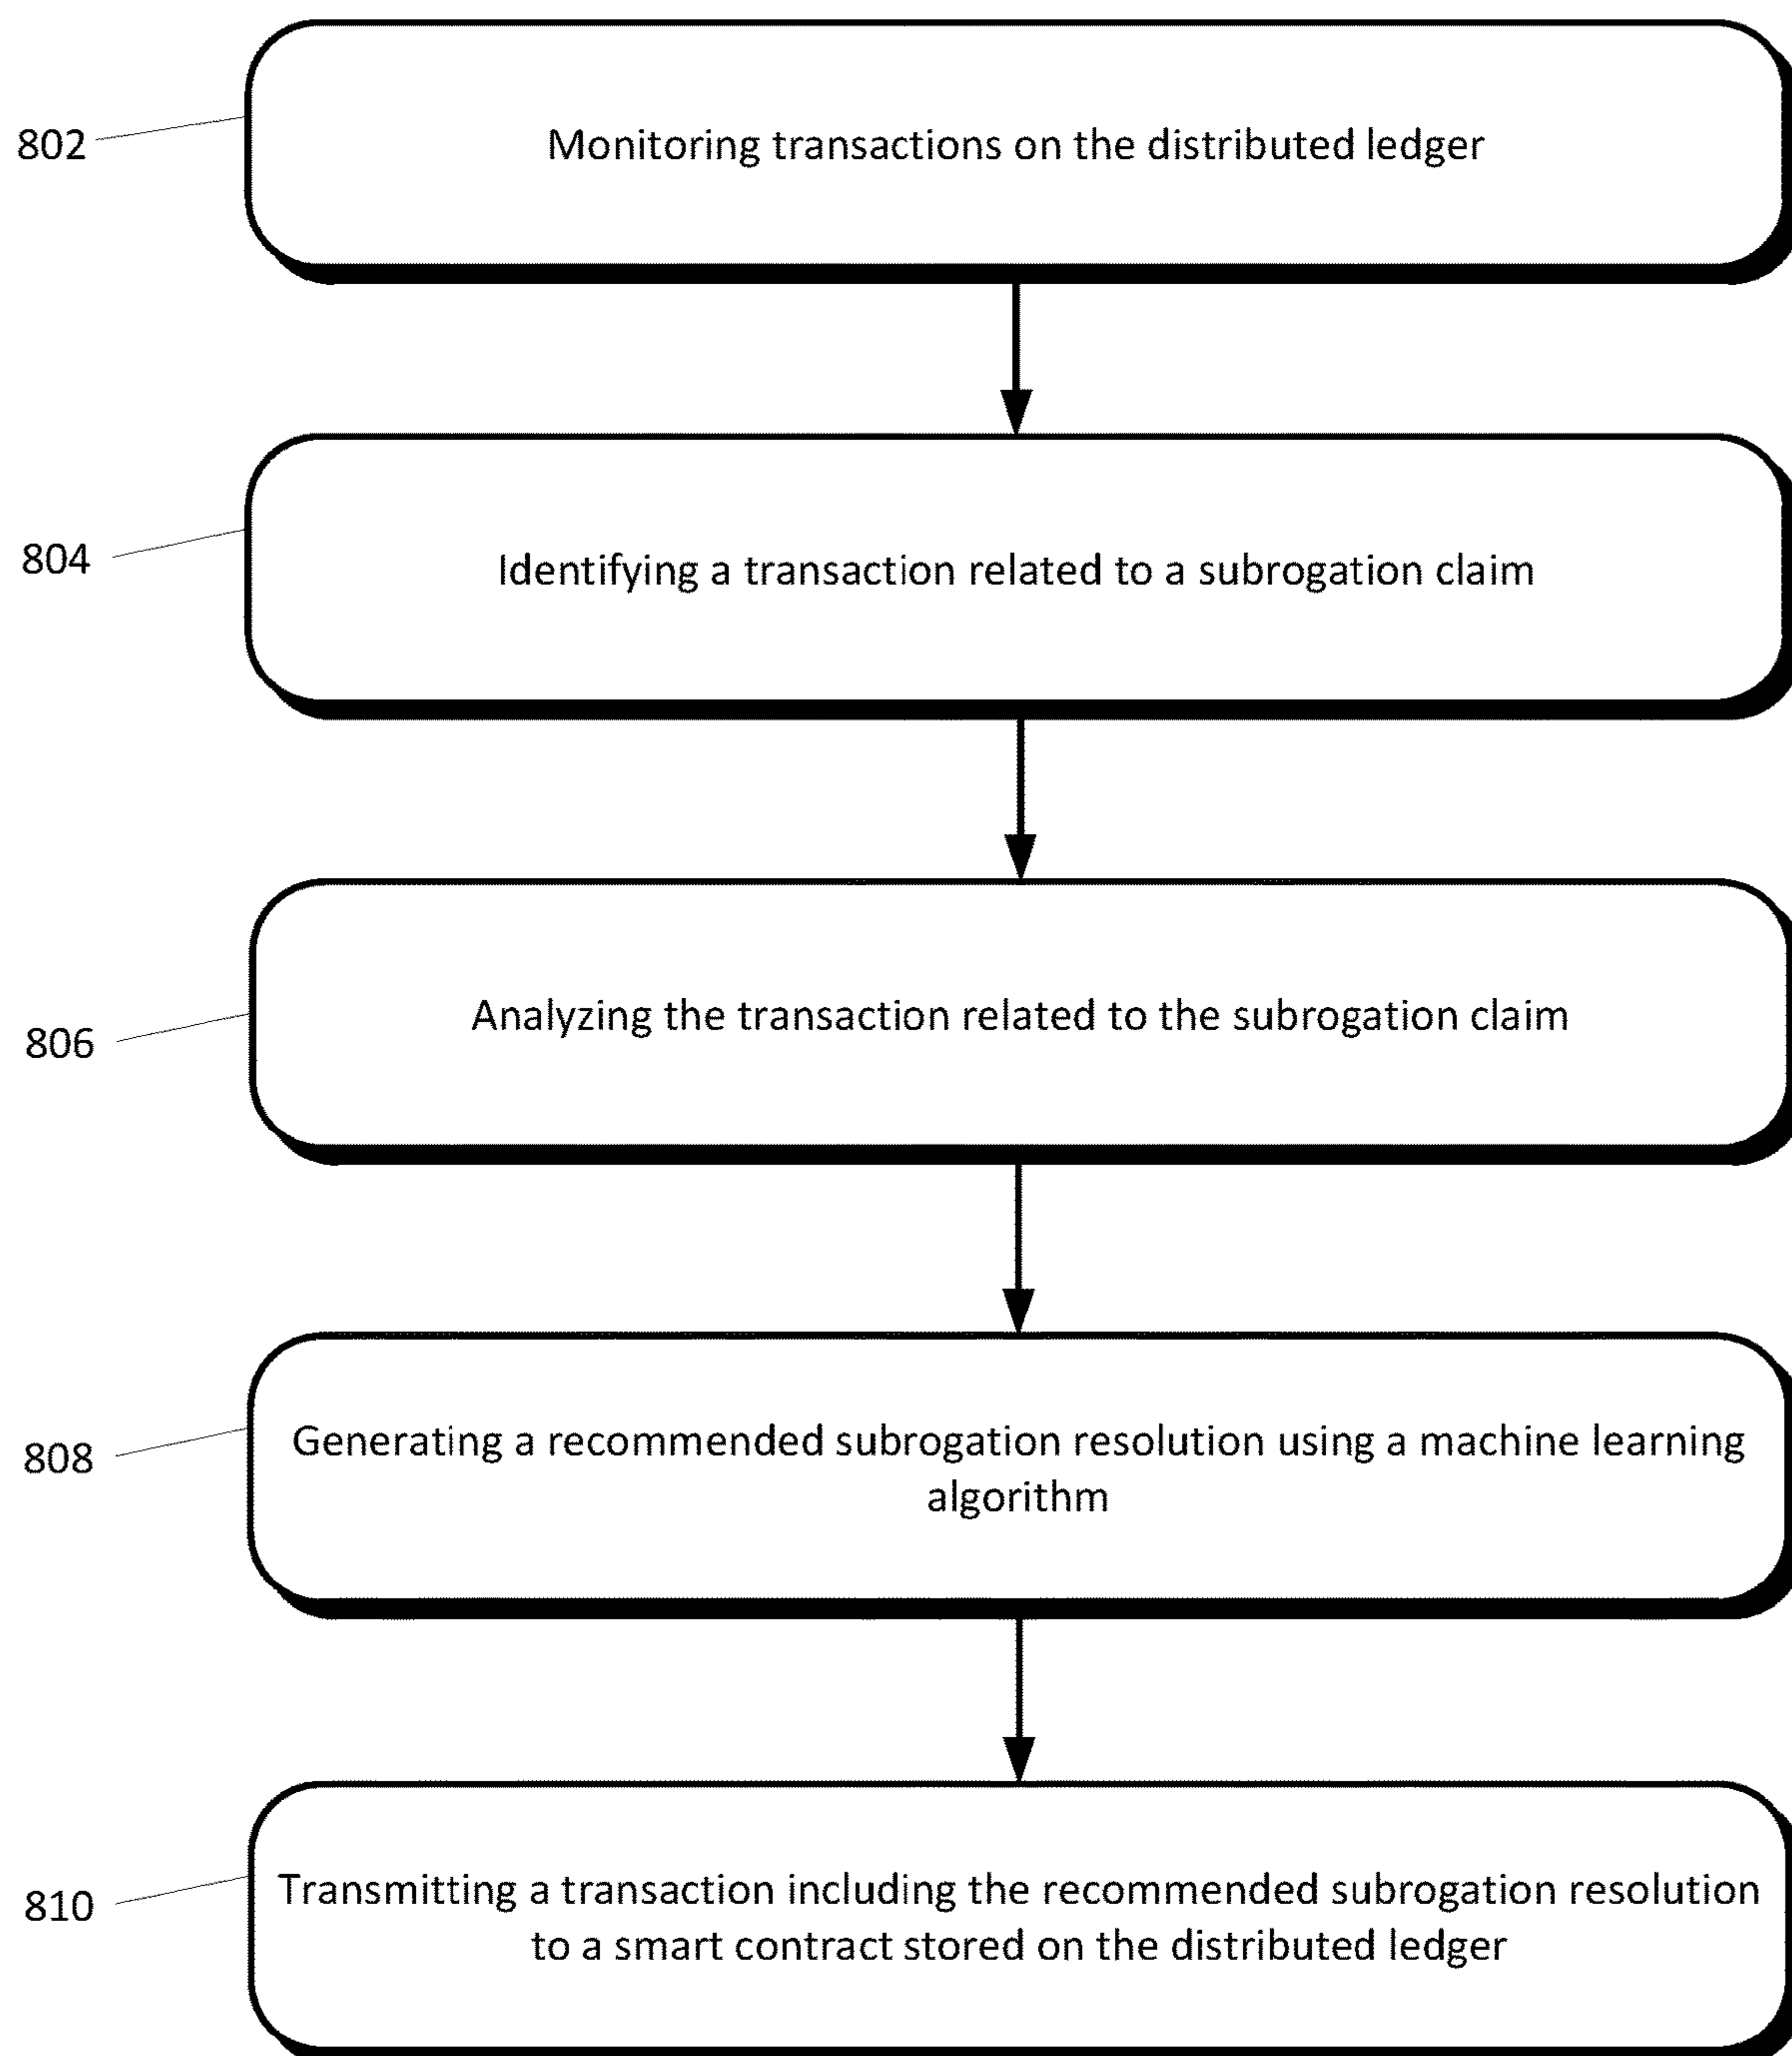 802
Monitoring transactions on the distributed ledger
804
Identifying a transaction related to a subrogation claim
806
Analyzing the transaction related to the subrogation claim
808
Generating a recommended subrogation resolution using a machine learning
algorithm
810
Transmitting a transaction including the recommended subrogation resolution
to a smart contract stored on the distributed ledger